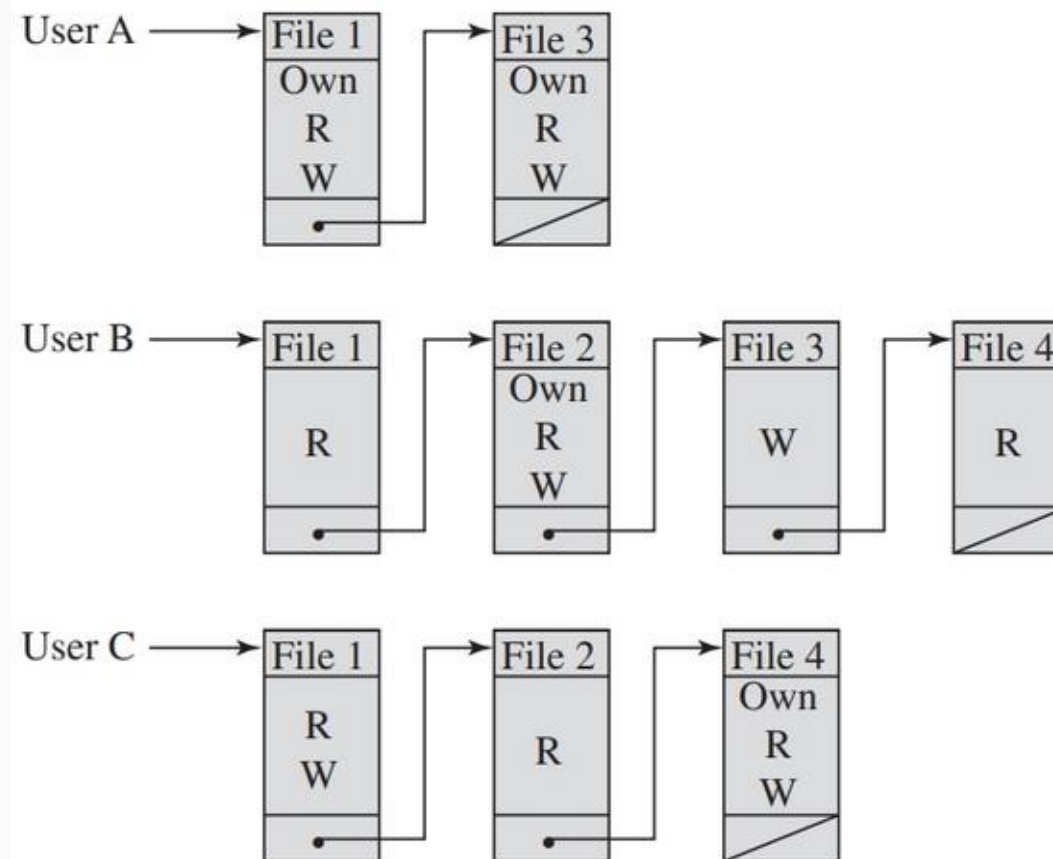 User A
File 1
File 3
Own
Own
R
R
W
W
User B
File 1
File 2
File 3
File 4
R
Own
R
W
W
R
User C
File 1
File 2
File 4
R
W
R
Own
R
W